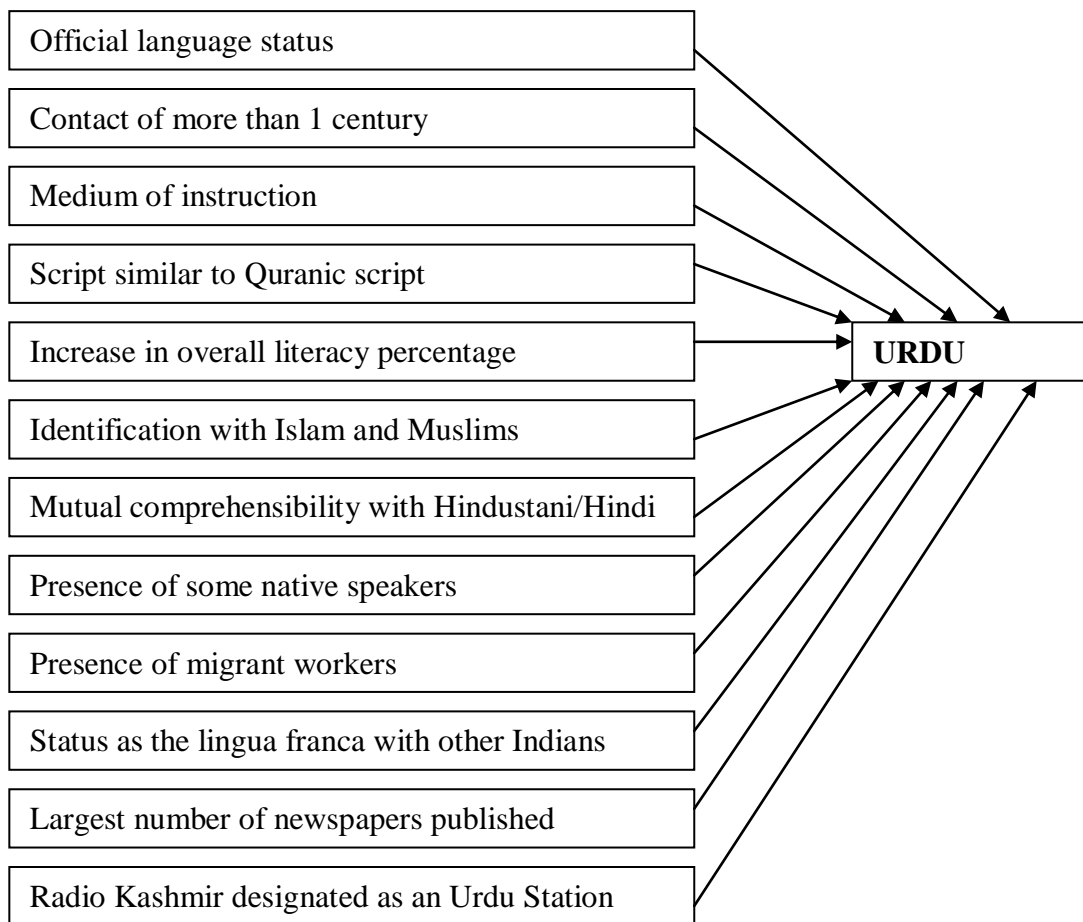 Official language status
Contact of more than 1 century
Medium of instruction
Script similar to Quranic script
Increase in overall literacy percentage
URDU
Identification with Islam and Muslims
Mutual comprehensibility with Hindustani/Hindi
Presence of some native speakers
Presence of migrant workers
Status as the lingua franca with other Indians
Largest number of newspapers published
Radio Kashmir designated as an Urdu Station